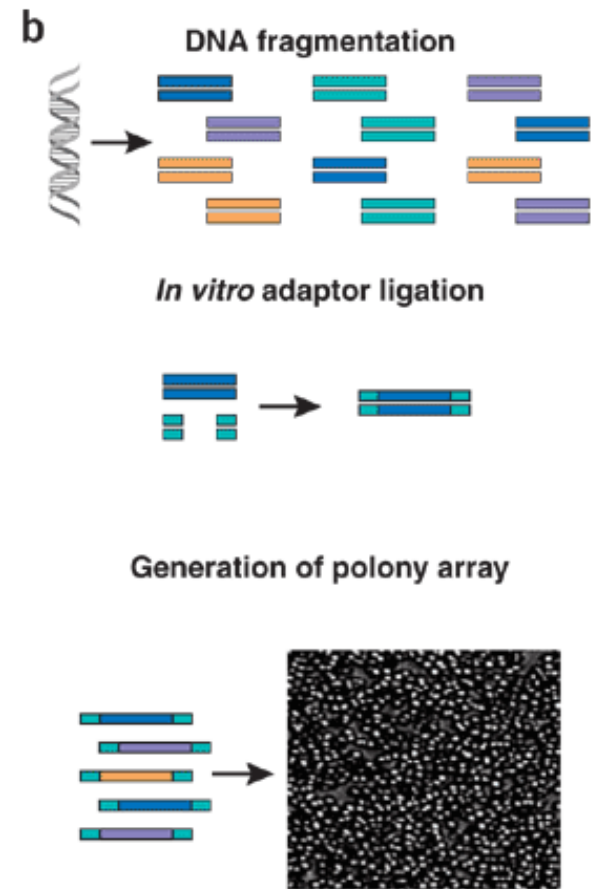 b
DNA fragmentation
In vitro adaptor ligation
Generation of polony array